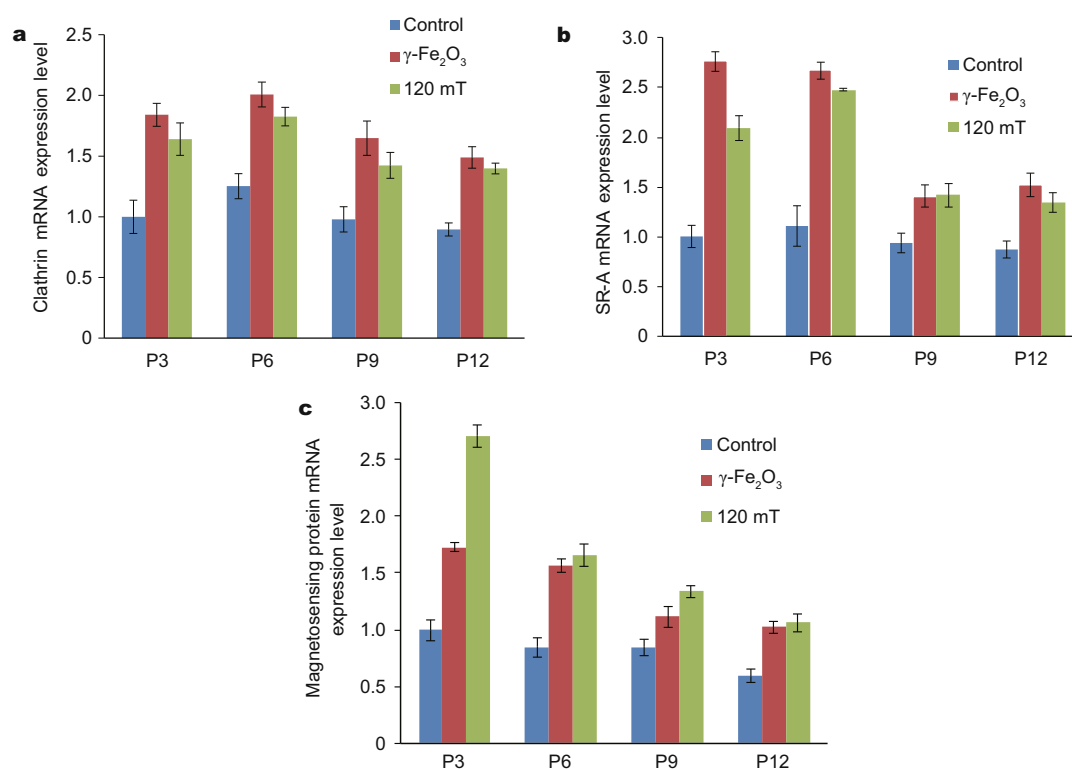 a
Clathrin mRNA expression level
2.5
2.0
1.5
1.0
0.5
0
P3 P6 P9 P12
Control
γ-Fe₂O₃
120 mT
b
SR-A mRNA expression level
3.0
2.5
2.0
1.5
1.0
0.5
0
P3 P6 P9 P12
Control
γ-Fe₂O₃
120 mT
c
Magnetosensing protein mRNA
expression level
3.0
2.5
2.0
1.5
1.0
0.5
0
P3 P6 P9 P12
Control
γ-Fe₂O₃
120 mT